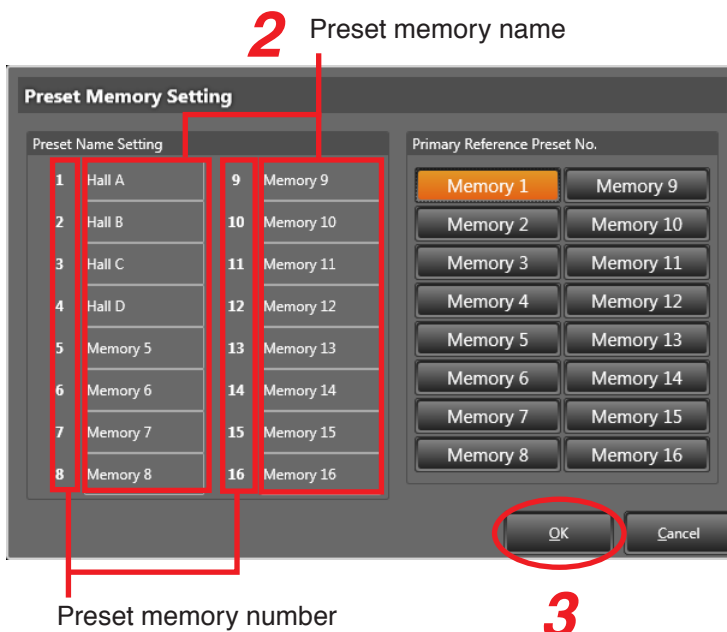 2 Preset memory name
Preset Memory Setting
Preset Name Setting
1 Hall A 9 Memory 9
2 Hall B 10 Memory 10
3 Hall C 11 Memory 11
4 Hall D 12 Memory 12
5 Memory 5 13 Memory 13
6 Memory 6 14 Memory 14
7 Memory 7 15 Memory 15
8 Memory 8 16 Memory 16
Primary Reference Preset No.
Memory 1 Memory 9
Memory 2 Memory 10
Memory 3 Memory 11
Memory 4 Memory 12
Memory 5 Memory 13
Memory 6 Memory 14
Memory 7 Memory 15
Memory 8 Memory 16
OK Cancel
Preset memory number
3